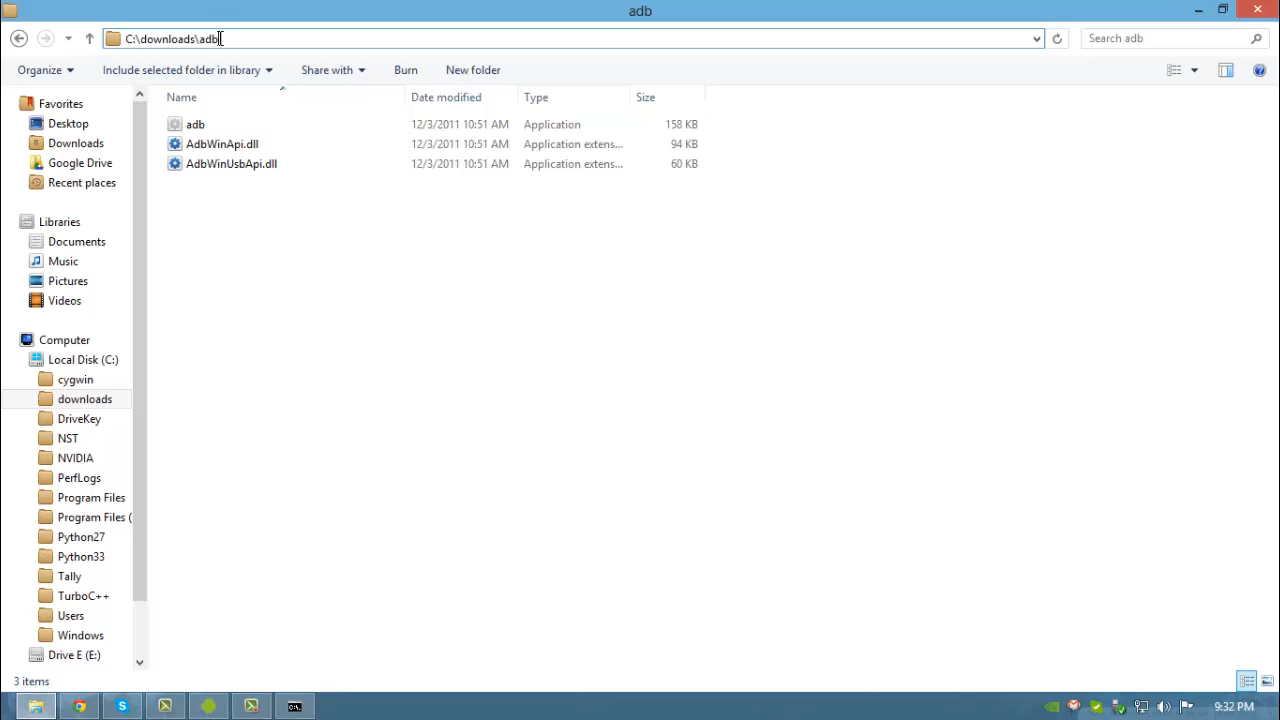 adb
C:\downloads\adb
Search adb
Organize
Include selected folder in library
Share with
Burn
New folder
Name
Date modified
Type
Size
adb
12/3/2011 10:51 AM
Application
158 KB
AdbWinApi.dll
12/3/2011 10:51 AM
Application extens...
94 KB
AdbWinUsbApi.dll
12/3/2011 10:51 AM
Application extens...
60 KB
Favorites
Desktop
Downloads
Google Drive
Recent places
Libraries
Documents
Music
Pictures
Videos
Computer
Local Disk (C:)
cygwin
downloads
DriveKey
NST
NVIDIA
PerfLogs
Program Files
Program Files (
Python27
Python33
Tally
TurboC++
Users
Windows
Drive E (E:)
3 items
9:32 PM